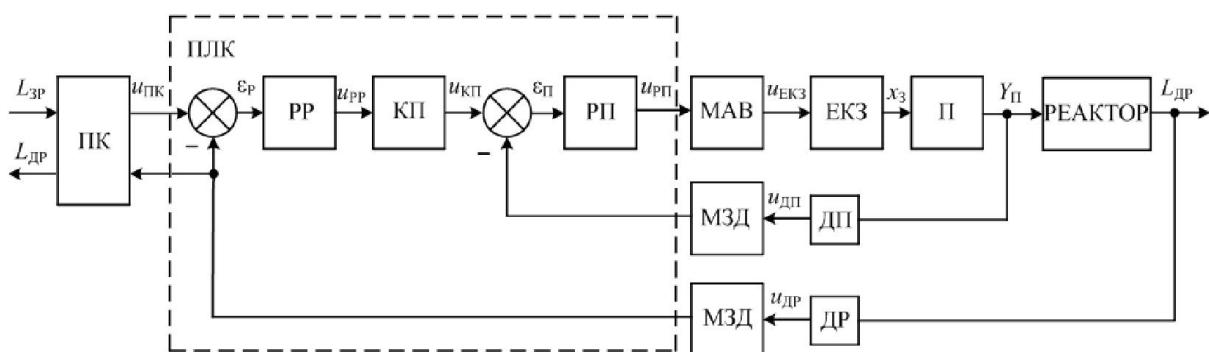 ПЛК
L_ЗР
u_ПК
ε_Р
u_РР
u_КП
ε_П
u_РП
u_ЕКЗ
x_З
Y_П
L_ДР
ПК
РР
КП
РП
МАВ
ЕКЗ
П
РЕАКТОР
L_ДР
–
–
МЗД
u_ДП
ДП
МЗД
u_ДР
ДР